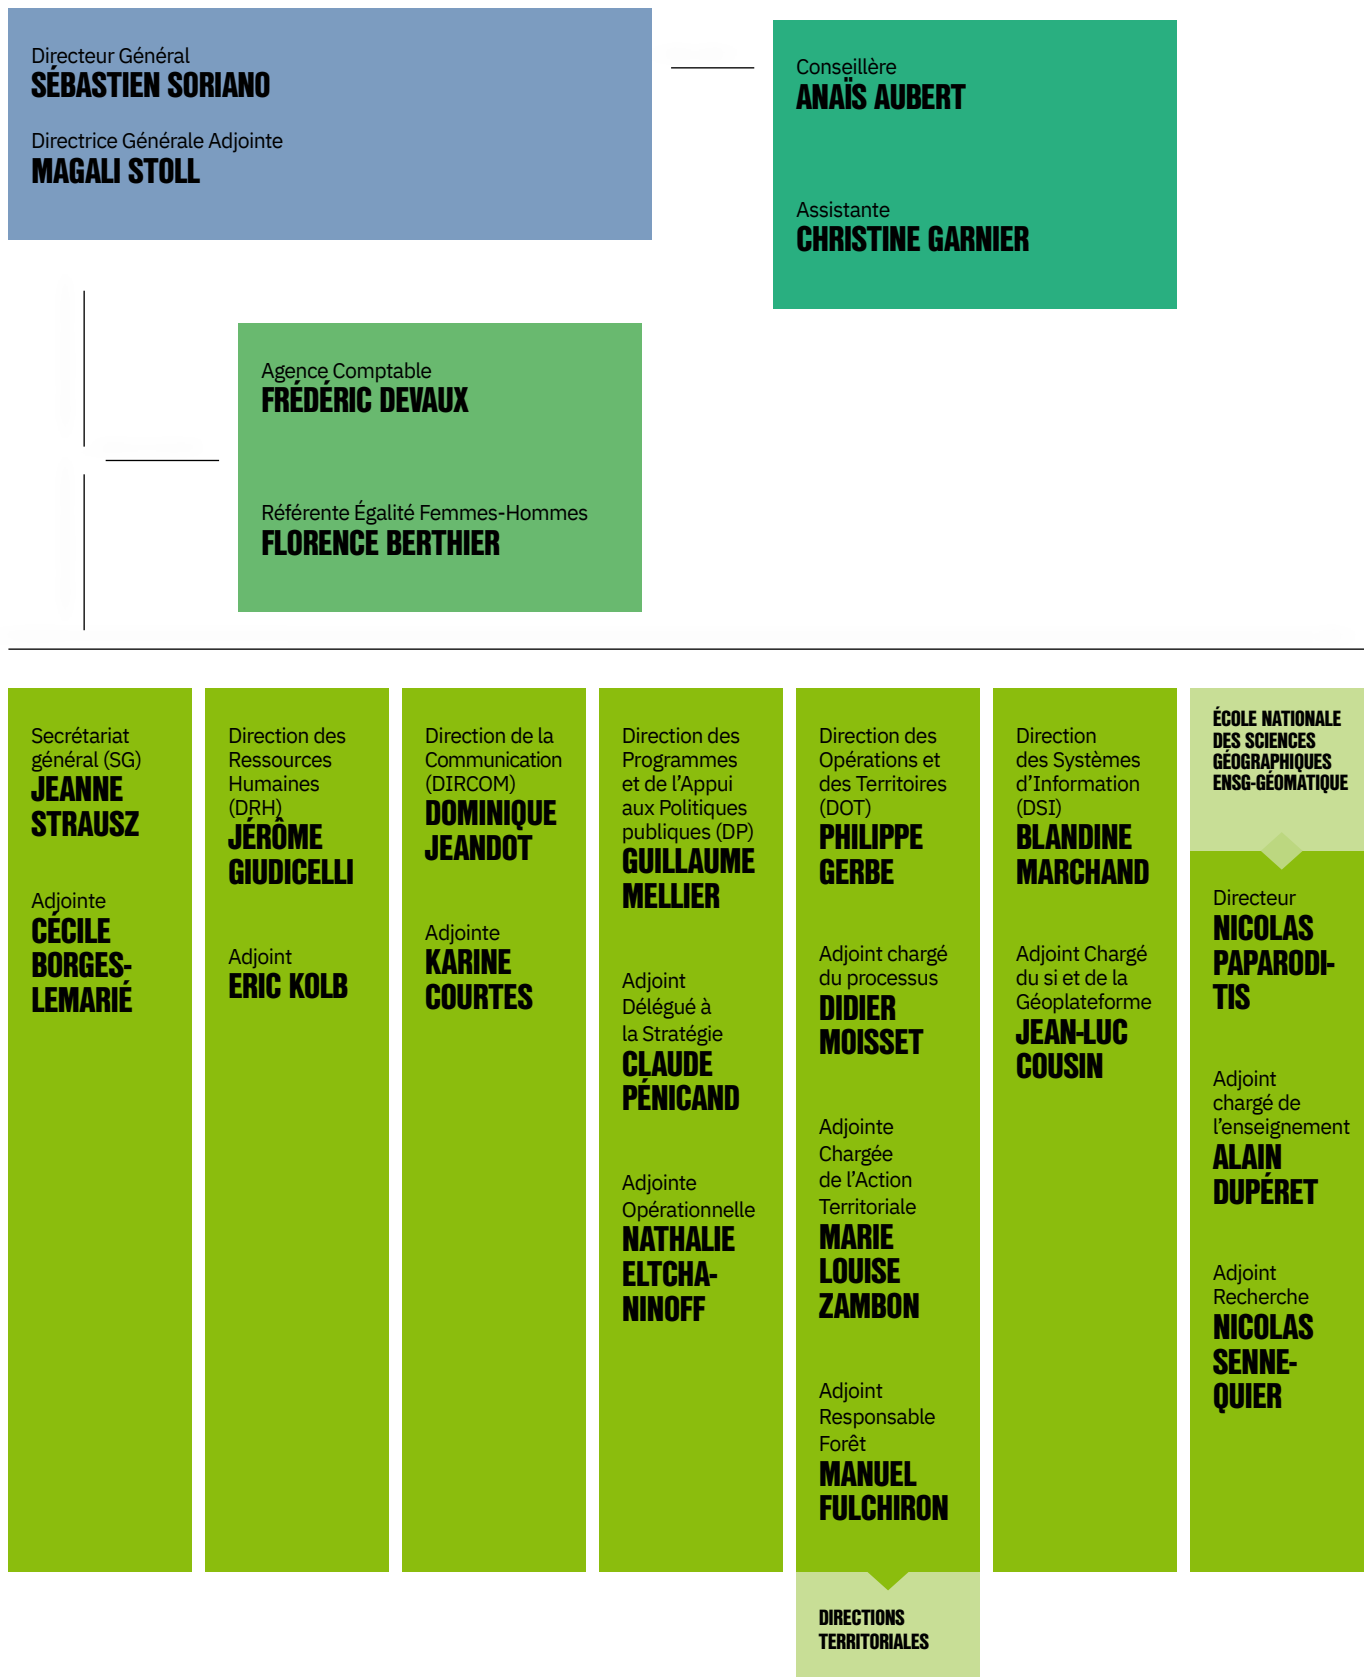 Directeur Général
SÉBASTIEN SORIANO
Directrice Générale Adjointe
MAGALI STOLL
Conseillère
ANAÏS AUBERT
Assistante
CHRISTINE GARNIER
Agence Comptable
FRÉDÉRIC DEVAUX
Référente Égalité Femmes-Hommes
FLORENCE BERTHIER
Secrétariat
général (SG)
JEANNE
STRAUSZ
Adjointe
CÉCILE
BORGES-
LEMARIÉ
Direction des
Ressources
Humaines
(DRH)
JÉRÔME
GIUDICELLI
Adjoint
ERIC KOLB
Direction de la
Communication
(DIRCOM)
DOMINIQUE
JEANDOT
Adjointe
KARINE
COURTES
Direction des
Programmes
et de l’Appui
aux Politiques
publiques (DP)
GUILLAUME
MELLIER
Adjoint
Délégué à
la Stratégie
CLAUDE
PÉNICAND
Adjointe
Opérationnelle
NATHALIE
ELTCHA-
NINOFF
Direction des
Opérations et
des Territoires
(DOT)
PHILIPPE
GERBE
Adjoint chargé
du processus
DIDIER
MOISSET
Adjointe
Chargée
de l’Action
Territoriale
MARIE
LOUISE
ZAMBON
Adjoint
Responsable
Forêt
MANUEL
FULCHIRON
DIRECTIONS
TERRITORIALES
Direction
des Systèmes
d’Information
(DSI)
BLANDINE
MARCHAND
Adjoint Chargé
du si et de la
Géoplateforme
JEAN-LUC
COUSIN
ÉCOLE NATIONALE
DES SCIENCES
GÉOGRAPHIQUES
ENSG-GÉOMATIQUE
Directeur
NICOLAS
PAPARODI-
TIS
Adjoint
chargé de
l’enseignement
ALAIN
DUPÉRET
Adjoint
Recherche
NICOLAS
SENNE-
QUIER